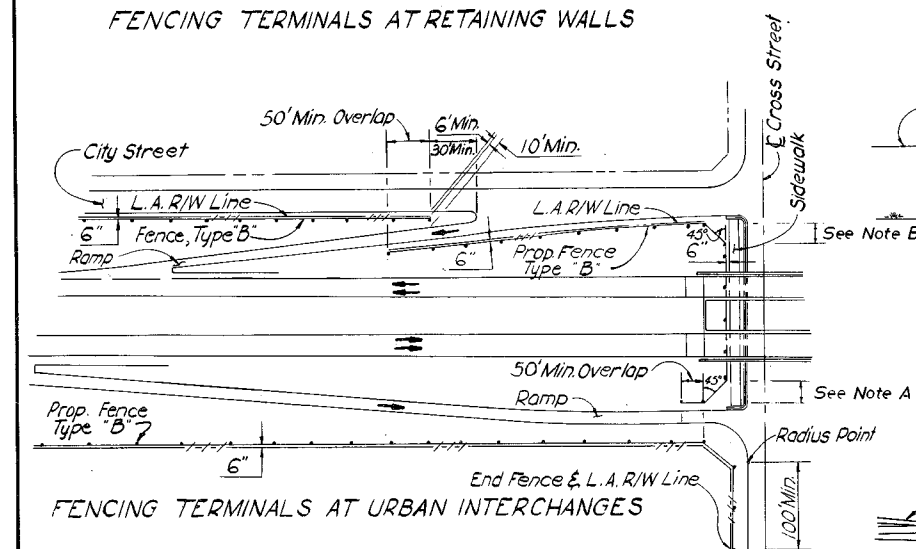 FENCING TERMINALS AT RETAINING WALLS
℄ Cross Street
Sidewalk
50' Min. Overlap
6' Min.
30' Min.
10' Min.
City Street
L.A. R/W Line
L.A. R/W Line
6"
Fence, Type "B"
Ramp
6"
Prop. Fence
Type "B"
45°
6"
See Note B
50' Min. Overlap
45°
See Note A
Ramp
Prop. Fence
Type "B"
6"
Radius Point
End Fence & L.A. R/W Line
100' Min.
FENCING TERMINALS AT URBAN INTERCHANGES